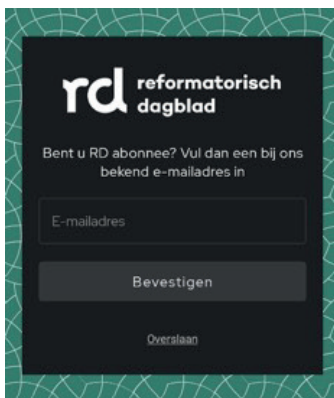 rd reformatorisch
dagblad
Bent u RD abonnee? Vul dan een bij ons
bekend e-mailadres in
E-mailadres
Bevestigen
Overslaan